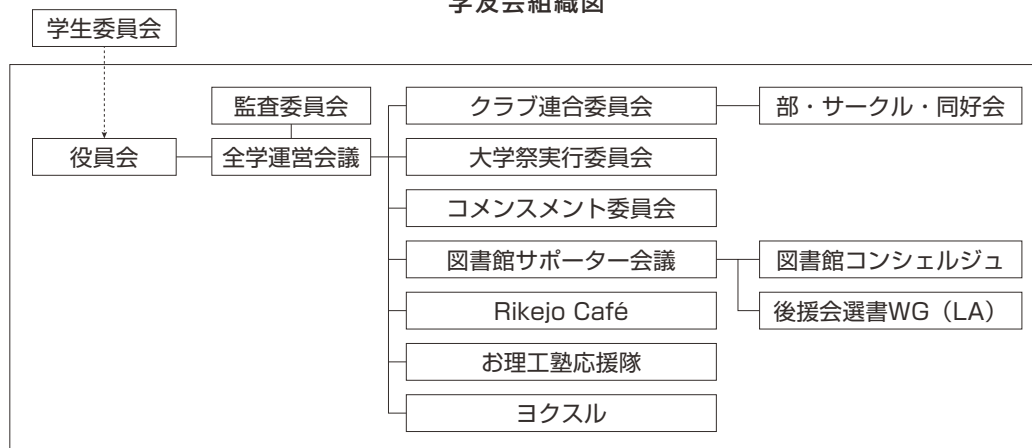 学友会組織図
学生委員会
監査委員会
クラブ連合委員会
部・サークル・同好会
役員会
全学運営会議
大学祭実行委員会
コメンスメント委員会
図書館サポーター会議
図書館コンシェルジュ
Rikejo Café
後援会選書WG（LA）
お理工塾応援隊
ヨクスル